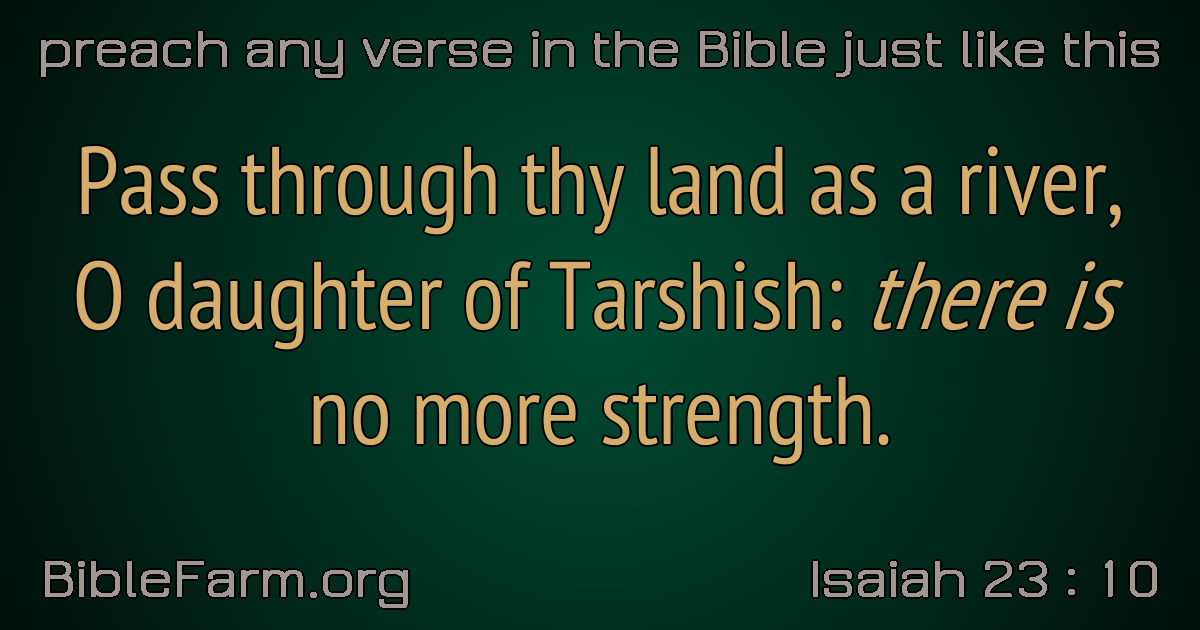 preach any verse in the Bible just like this
Pass through thy land as a river,
O daughter of Tarshish: there is
no more strength.
BibleFarm.org
Isaiah 23 : 10